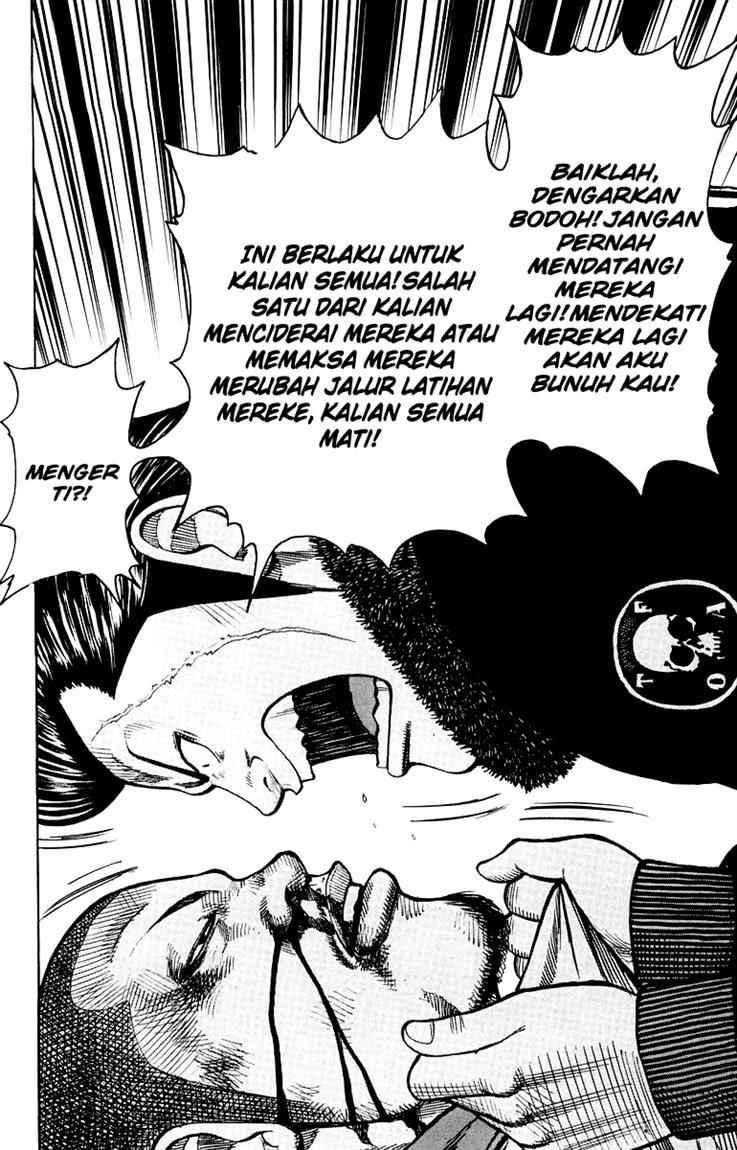 BAIKLAH,
DENGARKAN
BODOH! JANGAN
PERNAH
MENDATANGI
MEREKA
LAGI! MENDEKATI
MEREKA LAGI
AKAN AKU
BUNUH KAU!
INI BERLAKU UNTUK
KALIAN SEMUA! SALAH
SATU DARI KALIAN
MENCIDERAI MEREKA ATAU
MEMAKSA MEREKA
MERUBAH JALUR LATIHAN
MEREKE, KALIAN SEMUA
MATI!
MENGER
TI?!
T F A O